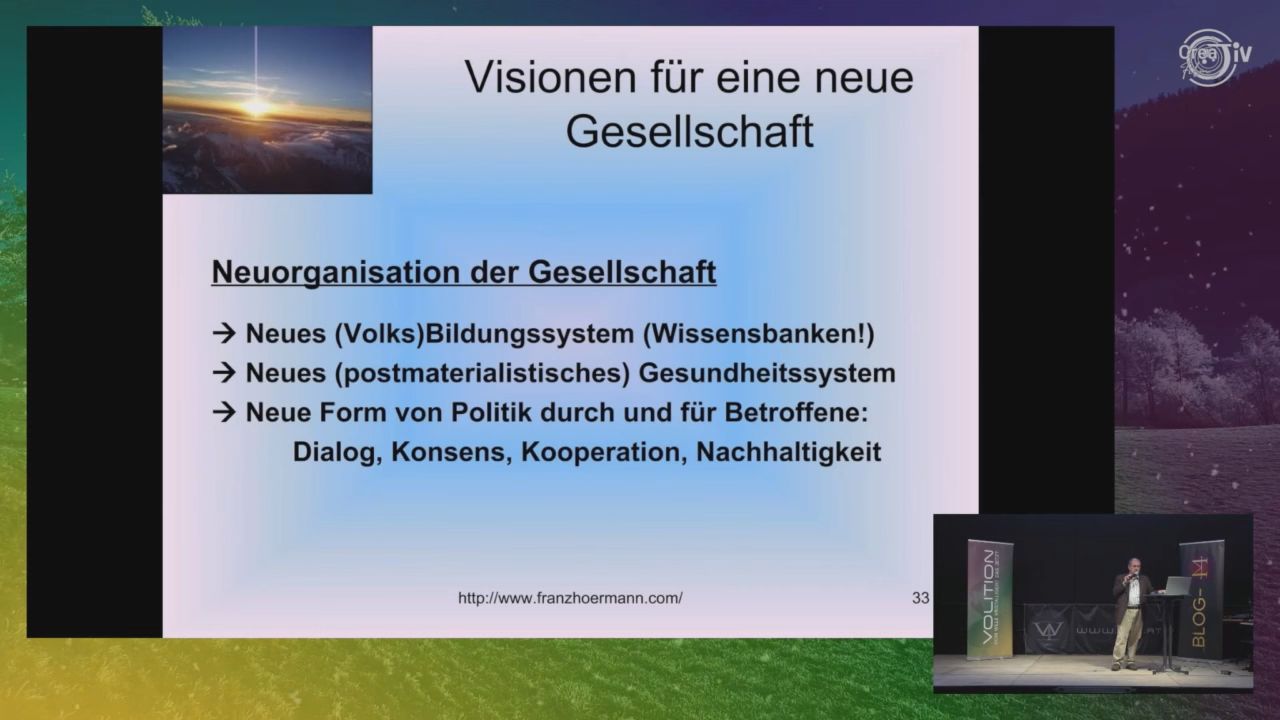 Visionen für eine neue
Gesellschaft
Neuorganisation der Gesellschaft
→ Neues (Volks)Bildungssystem (Wissensbanken!)
→ Neues (postmaterialistisches) Gesundheitssystem
→ Neue Form von Politik durch und für Betroffene:
Dialog, Konsens, Kooperation, Nachhaltigkeit
http://www.franzhoermann.com/
33
VOLITION
BLOG-